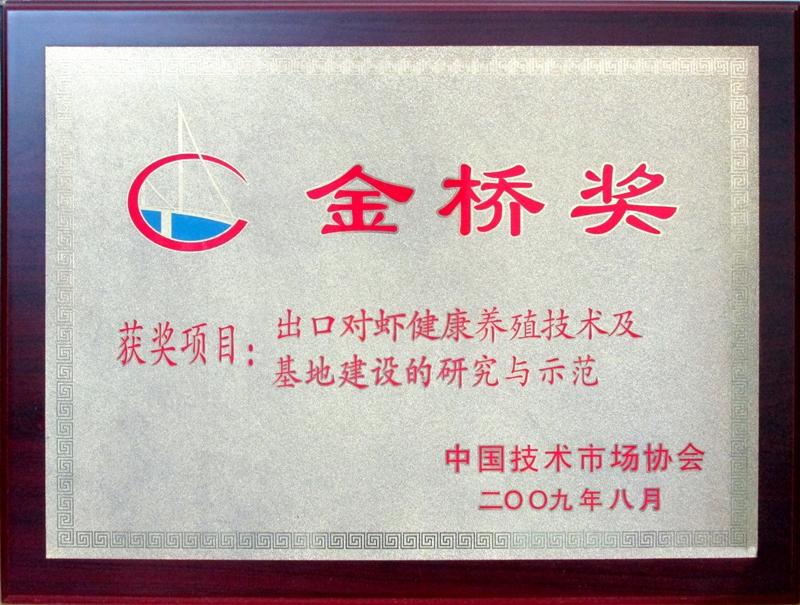 金桥奖
获奖项目：
出口对虾健康养殖技术及
基地建设的研究与示范
中国技术市场协会
二〇〇九年八月